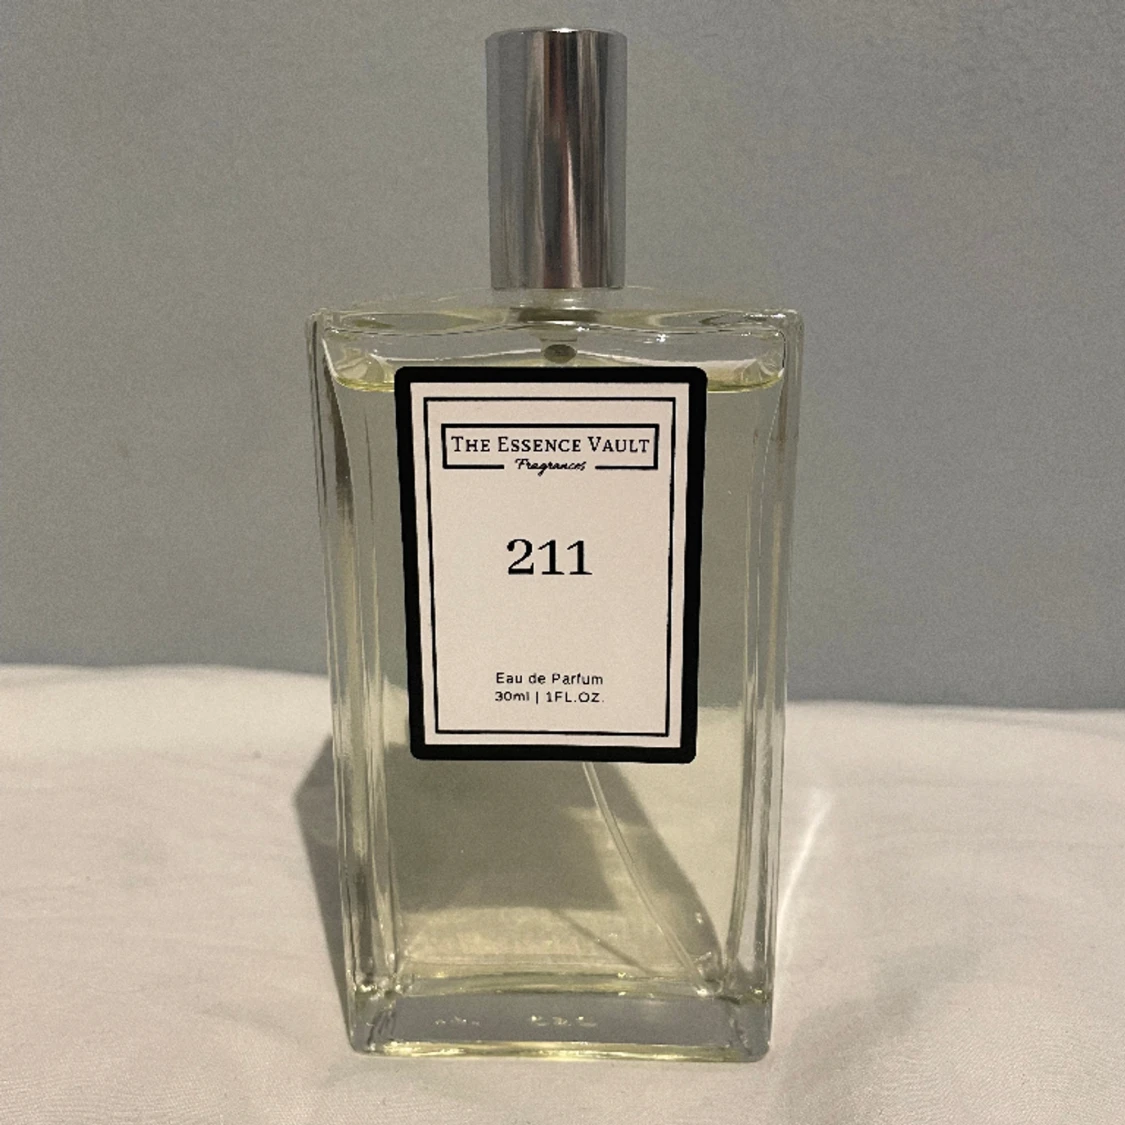 THE ESSENCE VAULT
Fragrances
211
Eau de Parfum
30ml | 1FL.OZ.